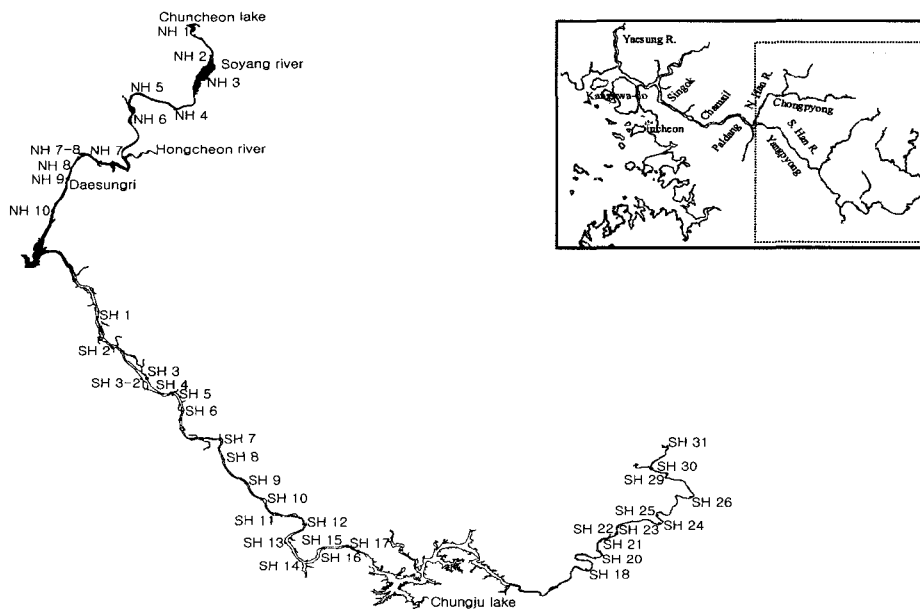 Chuncheon lake
NH 1
NH 2
Soyang river
NH 3
NH 5
NH 4
NH 6
NH 7-8
NH 7
Hongcheon river
NH 8
NH 9
Daesungri
NH 10
SH 1
SH 2
SH 3
SH 3-2
SH 4
SH 5
SH 6
SH 7
SH 8
SH 9
SH 10
SH 11
SH 12
SH 13
SH 15
SH 17
SH 14
SH 16
Chungju lake
SH 31
SH 30
SH 29
SH 26
SH 25
SH 24
SH 22
SH 23
SH 21
SH 20
SH 18
Singok
Chamsil
N. Han R.
Chongpyong
Paldang
S. Han R.
Yangpyong